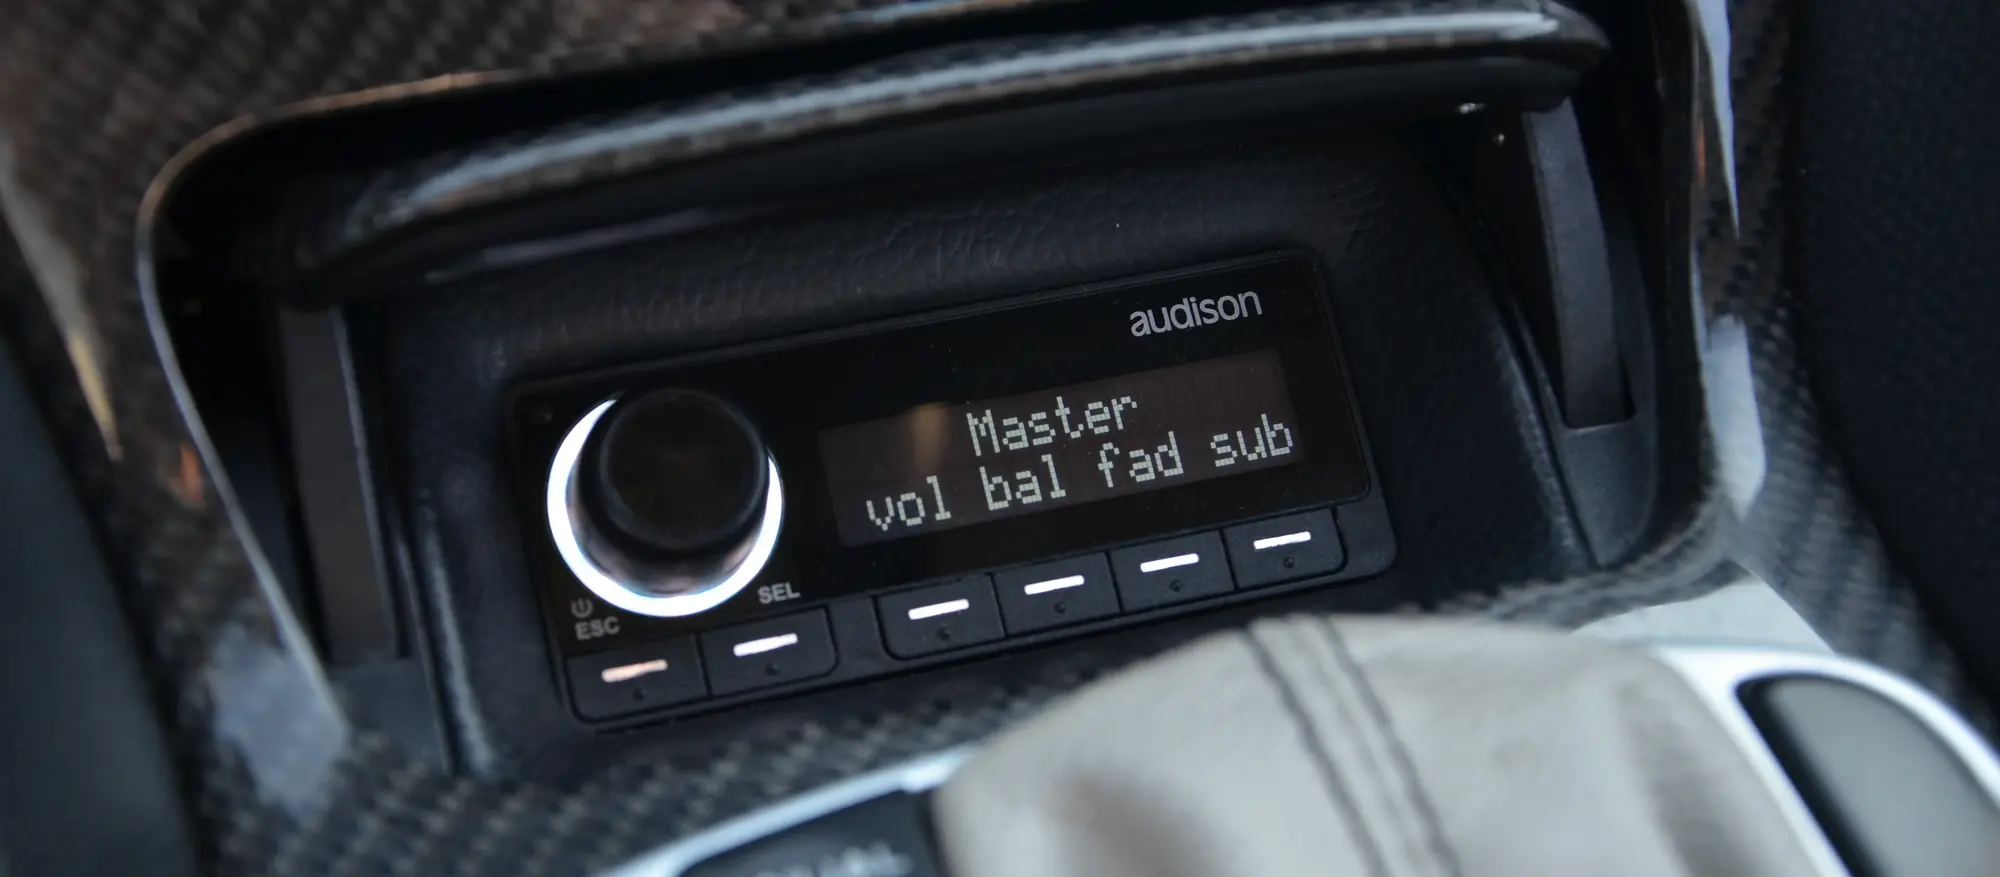 audison
Master
vol bal fad sub
SEL
ESC